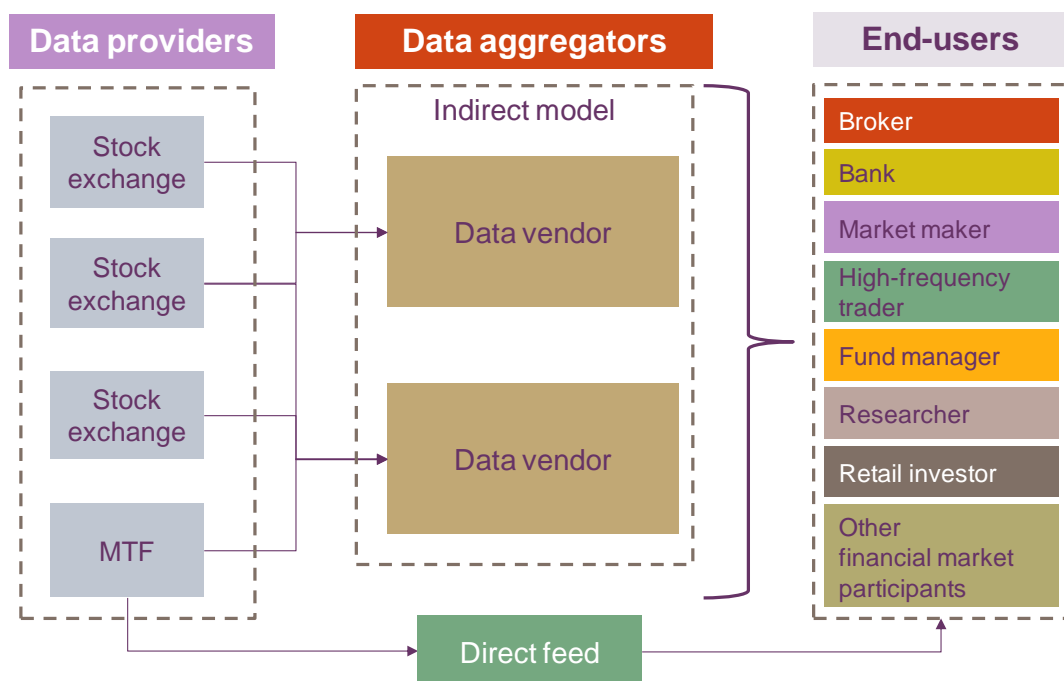 Data providers
Stock
exchange
Stock
exchange
Stock
exchange
MTF
Data aggregators
Indirect model
Data vendor
Data vendor
Direct feed
End-users
Broker
Bank
Market maker
High-frequency
trader
Fund manager
Researcher
Retail investor
Other
financial market
participants